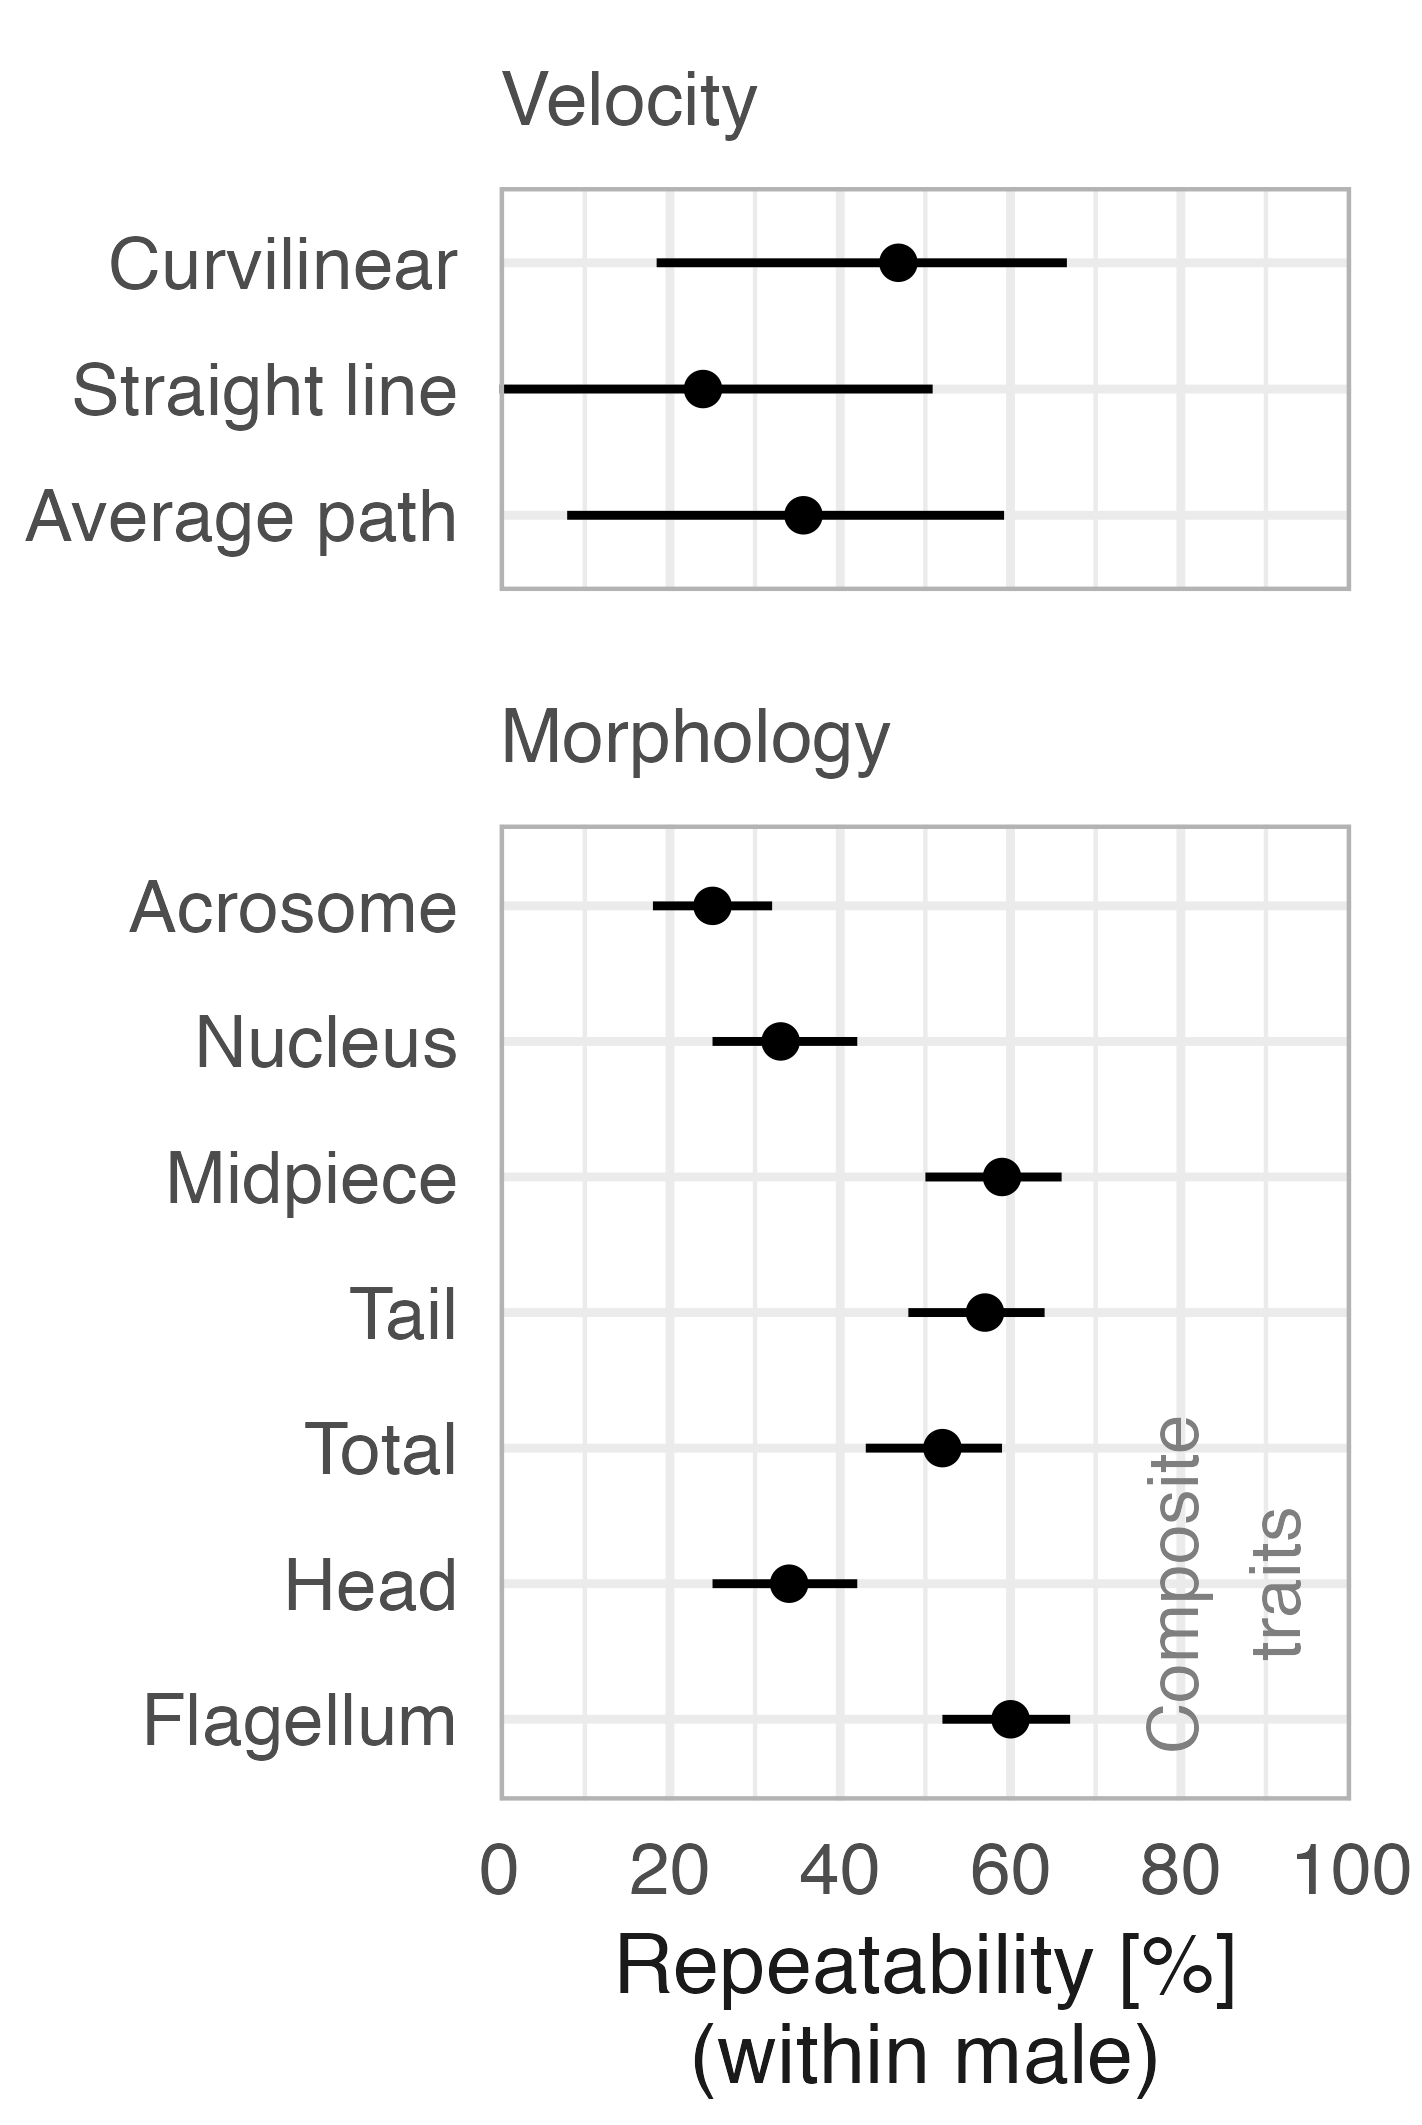 Velocity
Curvilinear
Straight line
Average path
Morphology
Acrosome
Nucleus
Midpiece
Tail
Total
Head
Flagellum
Composite
traits
0 20 40 60 80 100
Repeatability [%]
(within male)